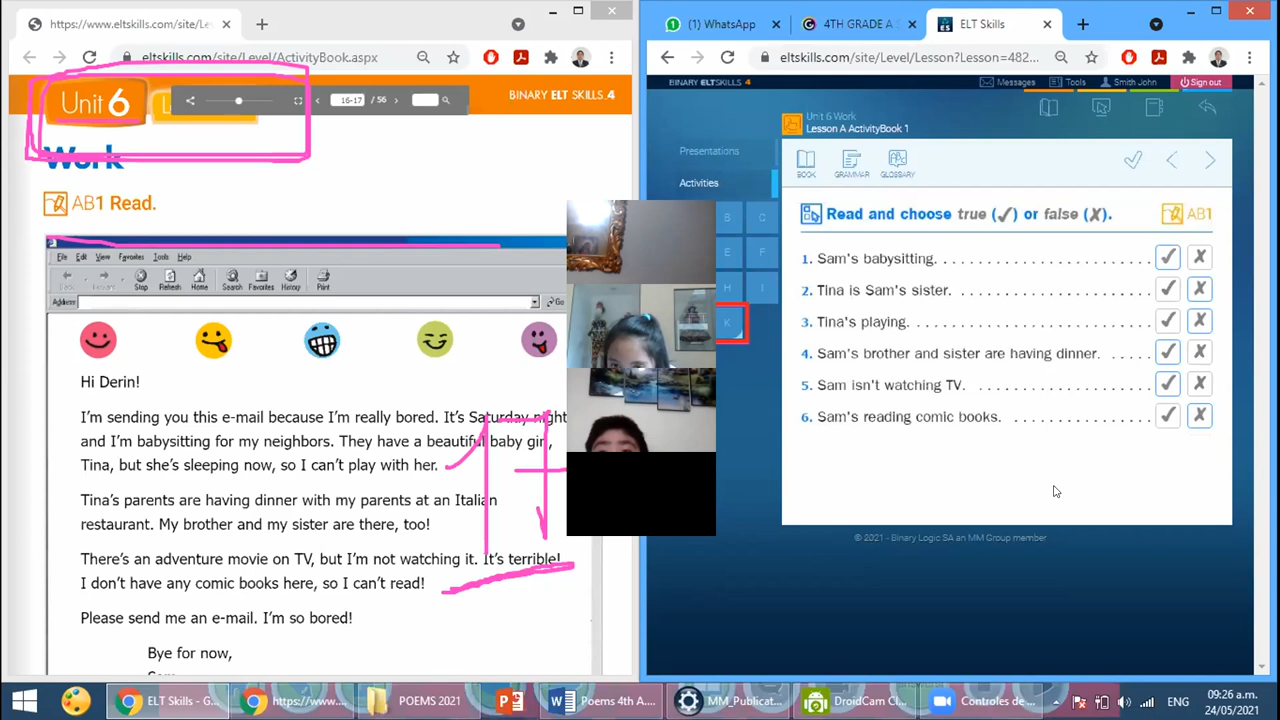 https://www.eltskills.com/site/Le
eltskills.com/site/Level/ActivityBook.aspx
Unit 6
16-17 / 56
BINARY ELT SKILLS.4
Work
AB1 Read.
File Edit View Favorites Tools Help
Back Forward Stop Refresh Home Search Favorites History Print
Address Go
Hi Derin!
I'm sending you this e-mail because I'm really bored. It's Saturday night
and I'm babysitting for my neighbors. They have a beautiful baby girl,
Tina, but she's sleeping now, so I can't play with her.
Tina's parents are having dinner with my parents at an Italian
restaurant. My brother and my sister are there, too!
There's an adventure movie on TV, but I'm not watching it. It's terrible!
I don't have any comic books here, so I can't read!
Please send me an e-mail. I'm so bored!
Bye for now,
17
(1) WhatsApp
4TH GRADE A
ELT Skills
eltskills.com/site/Level/Lesson?Lesson=482...
BINARY ELTSKILLS 4
Messages Tools Smith John Sign out
Unit 6 Work
Lesson A ActivityBook 1
Presentations
Activities
B C
E F
H I
K
BOOK GRAMMAR GLOSSARY
Read and choose true (✓) or false (✗).
AB1
1. Sam's babysitting.
2. Tina is Sam's sister.
3. Tina's playing.
4. Sam's brother and sister are having dinner.
5. Sam isn't watching TV.
6. Sam's reading comic books.
© 2021 - Binary Logic SA an MM Group member
ELT Skills - G...
https://www....
POEMS 2021
Poems 4th A...
MM_Publicat...
DroidCam Cl...
Controles de ...
ENG
09:26 a.m.
24/05/2021